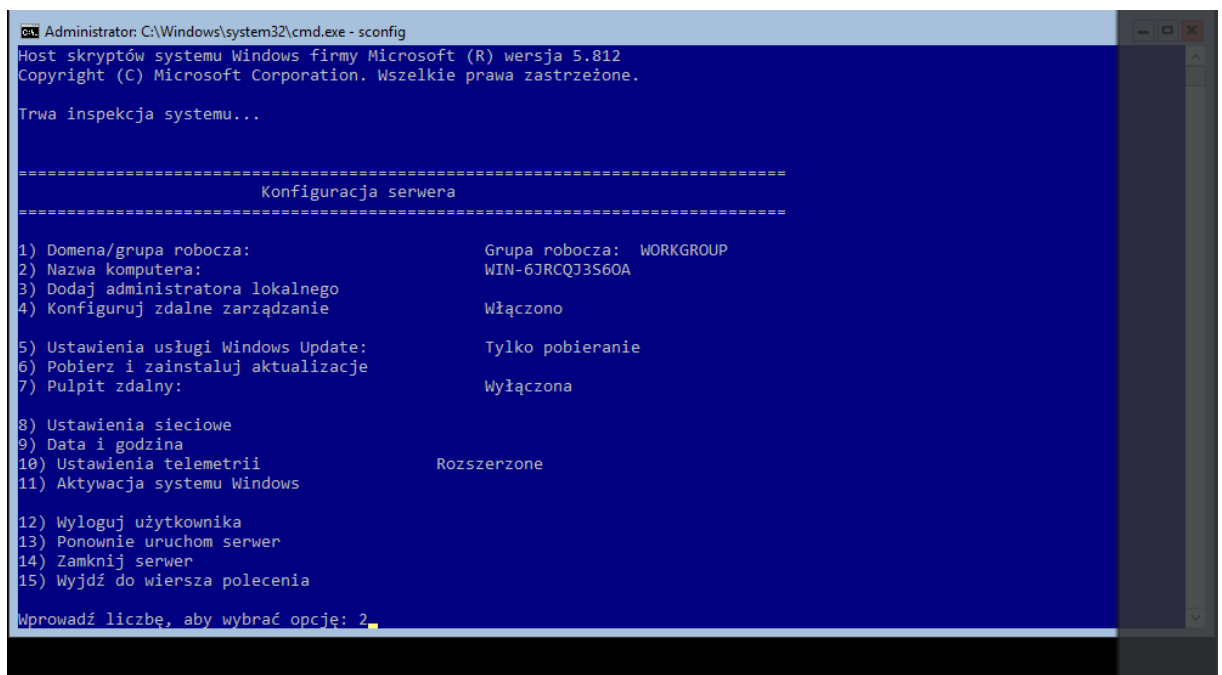 Administrator: C:\Windows\system32\cmd.exe - sconfig
Host skryptów systemu Windows firmy Microsoft (R) wersja 5.812
Copyright (C) Microsoft Corporation. Wszelkie prawa zastrzeżone.
Trwa inspekcja systemu...
===============================================================================
Konfiguracja serwera
===============================================================================
1) Domena/grupa robocza: Grupa robocza: WORKGROUP
2) Nazwa komputera: WIN-6JRCQJ3S6OA
3) Dodaj administratora lokalnego
4) Konfiguruj zdalne zarządzanie Włączono
5) Ustawienia usługi Windows Update: Tylko pobieranie
6) Pobierz i zainstaluj aktualizacje
7) Pulpit zdalny: Wyłączona
8) Ustawienia sieciowe
9) Data i godzina
10) Ustawienia telemetrii Rozszerzone
11) Aktywacja systemu Windows
12) Wyloguj użytkownika
13) Ponownie uruchom serwer
14) Zamknij serwer
15) Wyjdź do wiersza polecenia
Wprowadź liczbę, aby wybrać opcję: 2_